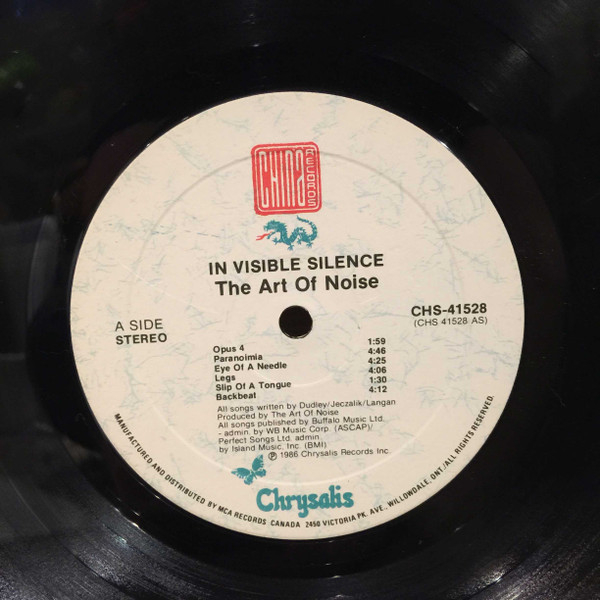 CHINA RECORDS
IN VISIBLE SILENCE
The Art Of Noise
A SIDE
STEREO
CHS-41528
(CHS 41528 AS)
Opus 4 1:59
Paranoimia 4:46
Eye Of A Needle 4:25
Legs 4:06
Slip Of A Tongue 1:30
Backbeat 4:12
All songs written by Dudley/Jeczalik/Langan
Produced by The Art Of Noise
All songs published by Buffalo Music Ltd.
- admin. by WB Music Corp. (ASCAP)/
Perfect Songs Ltd. admin.
by Island Music, Inc. (BMI)
℗ 1986 Chrysalis Records Inc.
Chrysalis
MANUFACTURED AND DISTRIBUTED BY MCA RECORDS CANADA 2450 VICTORIA PK. AVE., WILLOWDALE, ONT./ALL RIGHTS RESERVED.